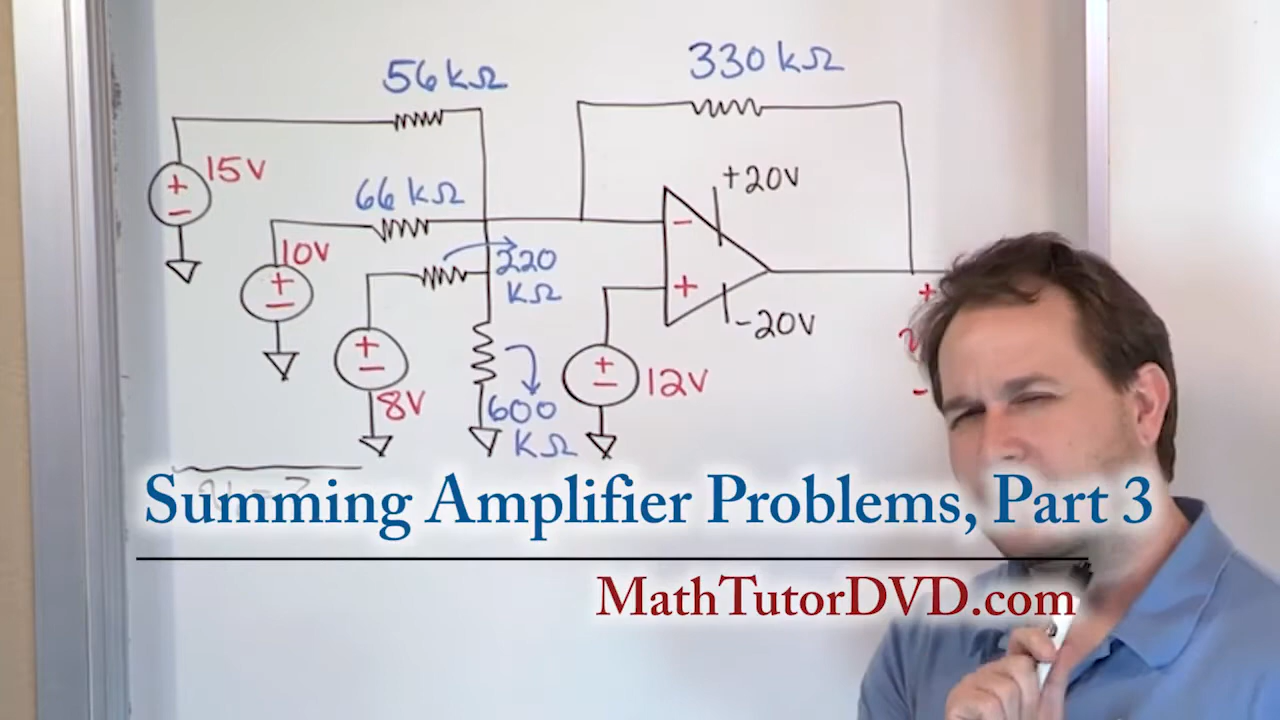 56 kΩ
330 kΩ
15V
+20V
66 kΩ
10V
220
kΩ
-20V
12V
8V
600
kΩ
Summing Amplifier Problems, Part 3
MathTutorDVD.com